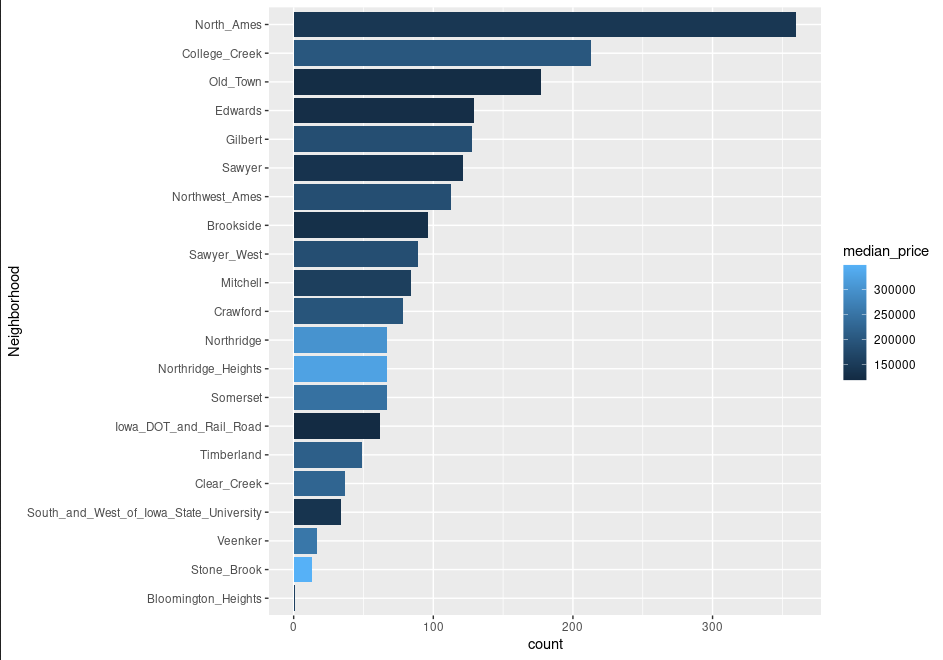 North_Ames
College_Creek
Old_Town
Edwards
Gilbert
Sawyer
Northwest_Ames
Brookside
Sawyer_West
Mitchell
Crawford
Northridge
Northridge_Heights
Somerset
Iowa_DOT_and_Rail_Road
Timberland
Clear_Creek
South_and_West_of_Iowa_State_University
Veenker
Stone_Brook
Bloomington_Heights
Neighborhood
0 100 200 300
count
median_price
300000
250000
200000
150000